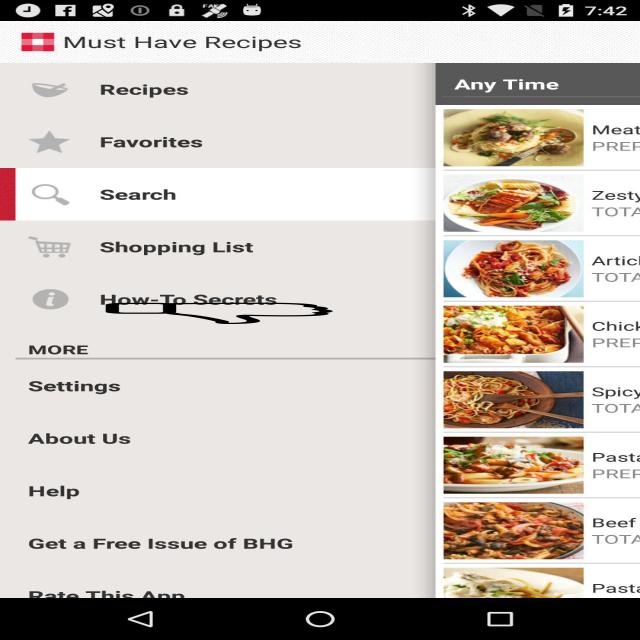 7:42
Must Have Recipes
Recipes
Favorites
Search
Shopping List
How-To Secrets
MORE
Settings
About Us
Help
Get a Free Issue of BHG
Rate This App
Any Time
Meat
PREP
Zesty
TOTA
Artic
TOTA
Chick
PREP
Spicy
TOTA
Pasta
PREP
Beef
TOTA
Pasta